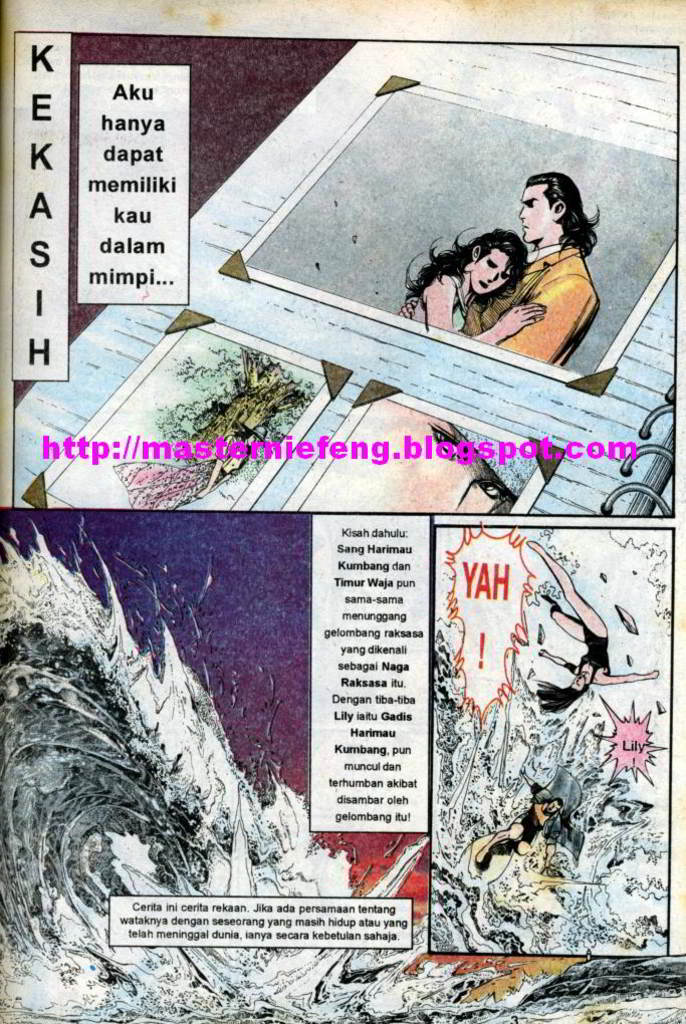 KEKASIH
Aku
hanya
dapat
memiliki
kau
dalam
mimpi...
http://masterniefeng.blogspot.com
Kisah dahulu:
Sang Harimau
Kumbang dan
Timur Waja pun
sama-sama
menunggang
gelombang raksasa
yang dikenali
sebagai Naga
Raksasa itu.
Dengan tiba-tiba
Lily iaitu Gadis
Harimau
Kumbang, pun
muncul dan
terhumban akibat
disambar oleh
gelombang itu!
YAH
!
Lily
!
Cerita ini cerita rekaan. Jika ada persamaan tentang
wataknya dengan seseorang yang masih hidup atau yang
telah meninggal dunia, ianya secara kebetulan sahaja.